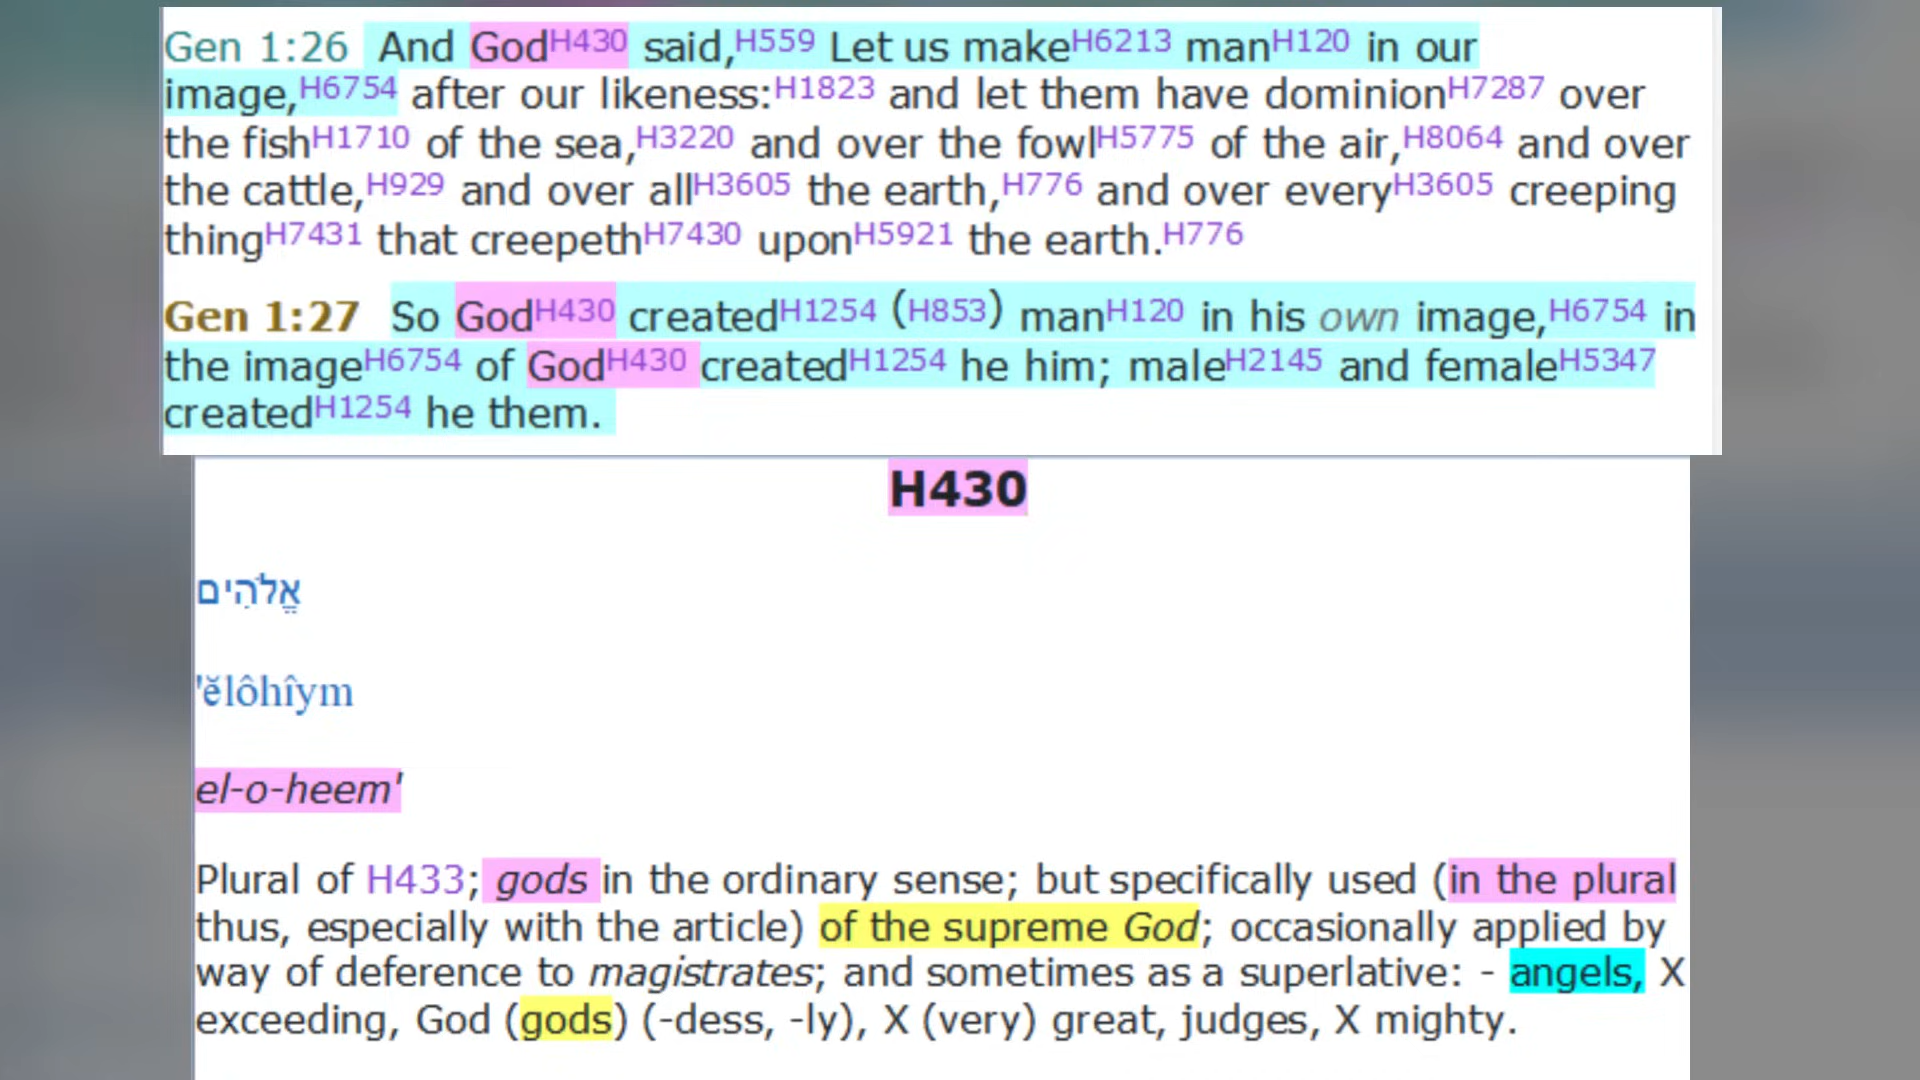 Gen 1:26 And GodH430 said,H559 Let us makeH6213 manH120 in our
image,H6754 after our likeness:H1823 and let them have dominionH7287 over
the fishH1710 of the sea,H3220 and over the fowlH5775 of the air,H8064 and over
the cattle,H929 and over allH3605 the earth,H776 and over everyH3605 creeping
thingH7431 that creepethH7430 uponH5921 the earth.H776
Gen 1:27 So GodH430 createdH1254 (H853) manH120 in his own image,H6754 in
the imageH6754 of GodH430 createdH1254 he him; maleH2145 and femaleH5347
createdH1254 he them.
H430
אֱלֹהִים
'ĕlôhîym
el-o-heem'
Plural of H433; gods in the ordinary sense; but specifically used (in the plural
thus, especially with the article) of the supreme God; occasionally applied by
way of deference to magistrates; and sometimes as a superlative: - angels, X
exceeding, God (gods) (-dess, -ly), X (very) great, judges, X mighty.